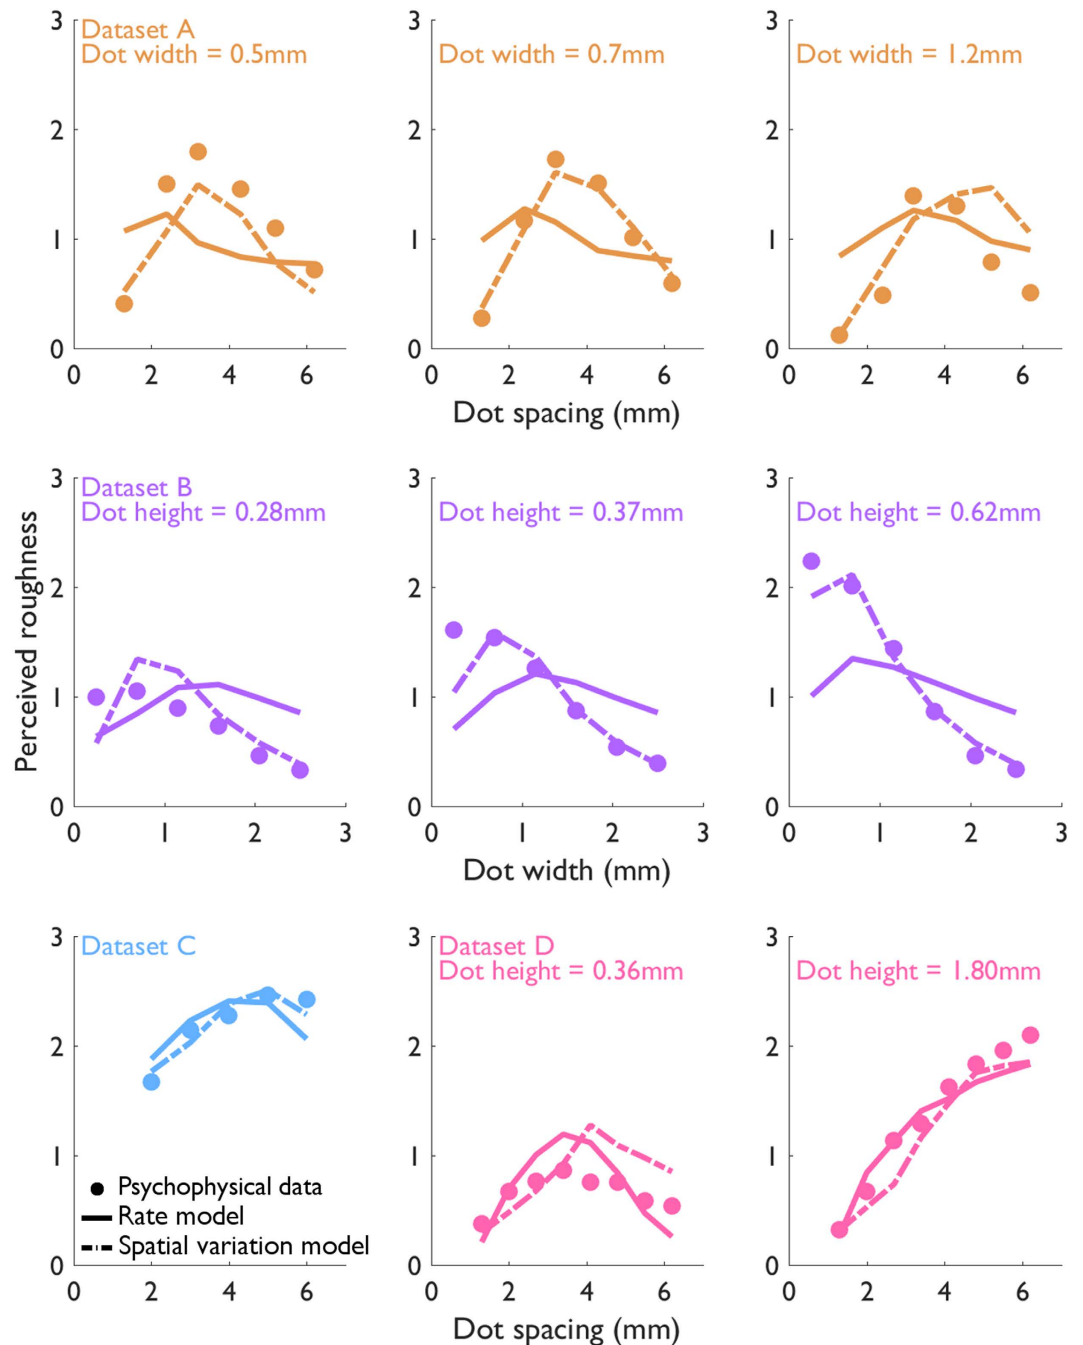 Dataset A
Dot width = 0.5mm
Dot width = 0.7mm
Dot width = 1.2mm
3
2
1
0
0 2 4 6
3
2
1
0
0 2 4 6
3
2
1
0
0 2 4 6
Dot spacing (mm)
Perceived roughness
Dataset B
Dot height = 0.28mm
Dot height = 0.37mm
Dot height = 0.62mm
3
2
1
0
0 1 2 3
3
2
1
0
0 1 2 3
3
2
1
0
0 1 2 3
Dot width (mm)
Dataset C
Dataset D
Dot height = 0.36mm
Dot height = 1.80mm
3
2
1
0
Psychophysical data
Rate model
Spatial variation model
0 2 4 6
3
2
1
0
0 2 4 6
3
2
1
0
0 2 4 6
Dot spacing (mm)